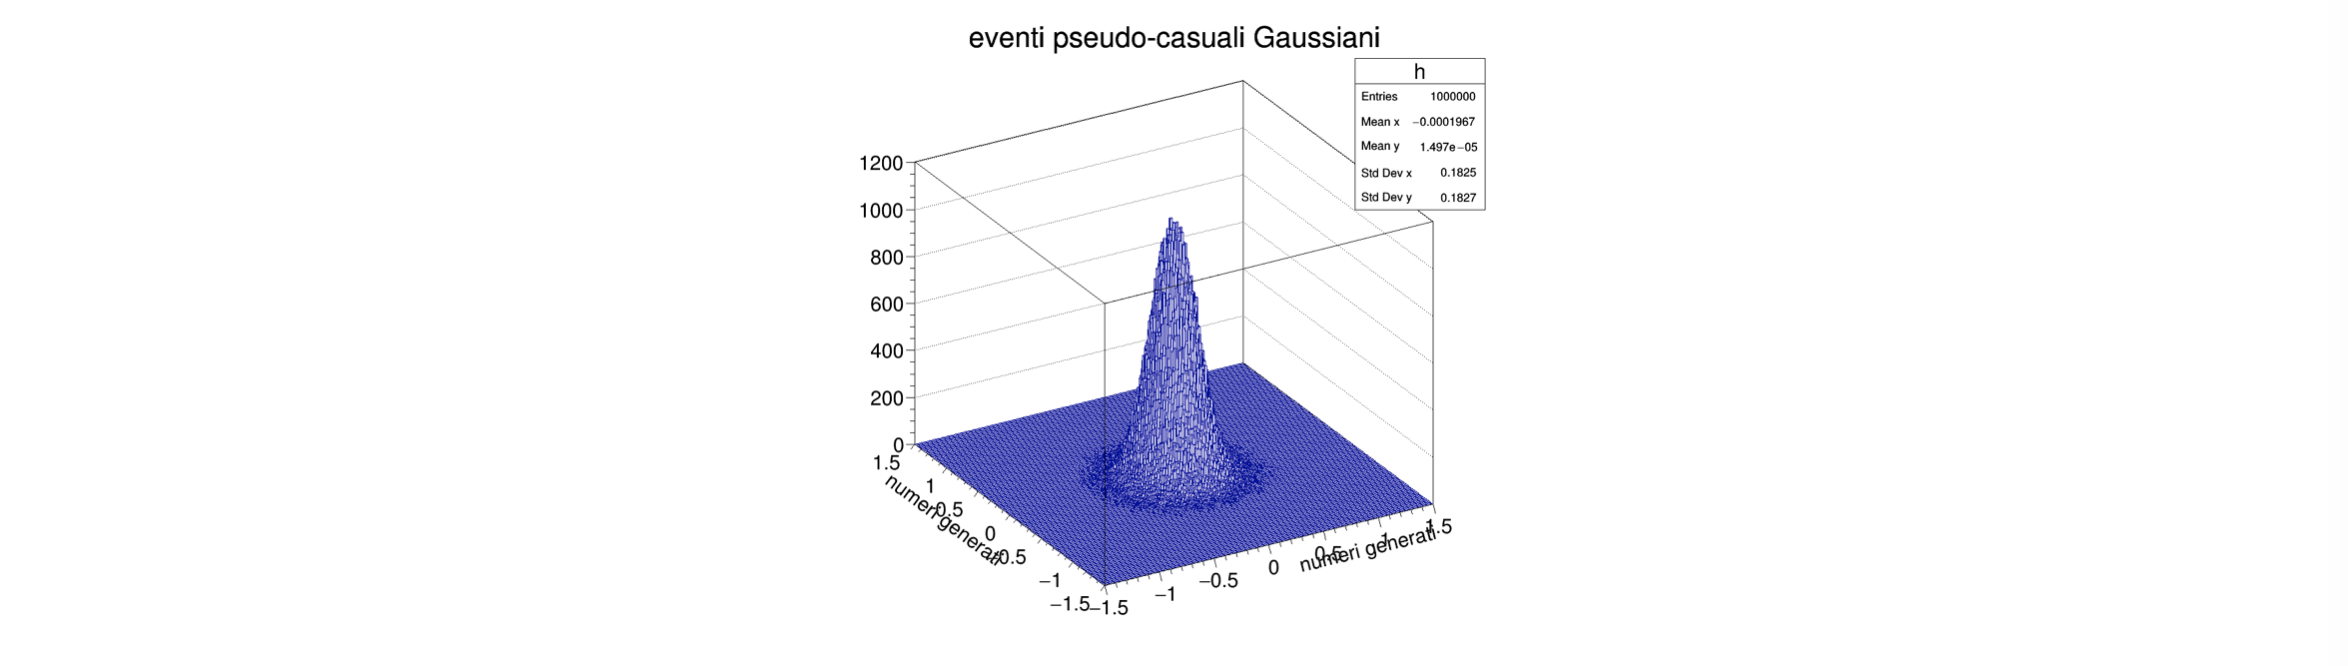 eventi pseudo-casuali Gaussiani
h
Entries 1000000
Mean x −0.0001967
Mean y 1.497e−05
Std Dev x 0.1825
Std Dev y 0.1827
1200
1000
800
600
400
200
0
1.5
1
0.5
0
−0.5
−1
−1.5
numeri generati
−1.5
−1
−0.5
0
0.5
1
1.5
numeri generati